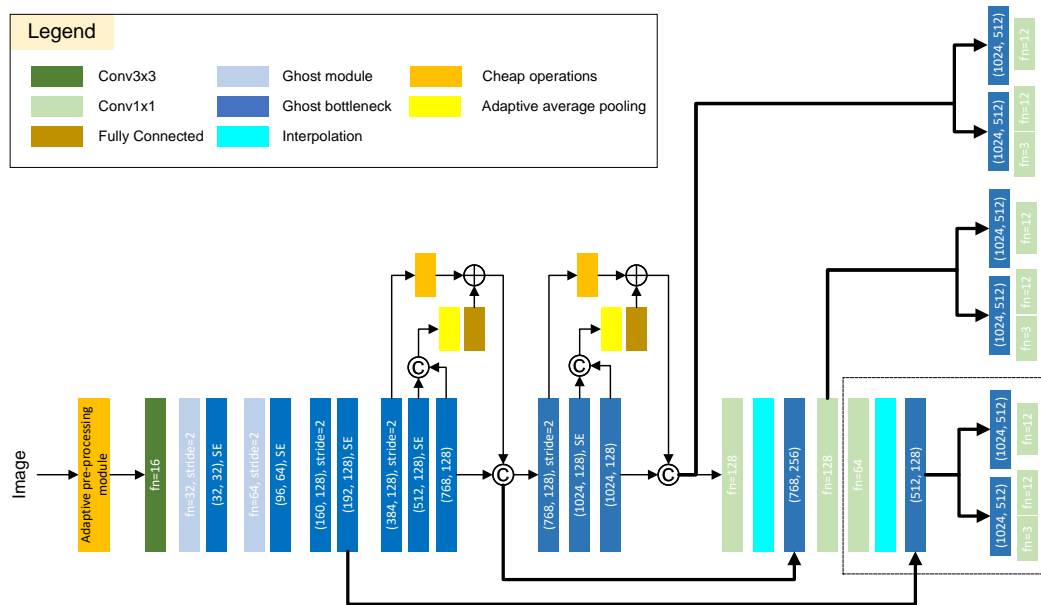 Legend
Conv3x3
Ghost module
Cheap operations
Conv1x1
Ghost bottleneck
Adaptive average pooling
Fully Connected
Interpolation
(1024, 512)
fn=12
(1024, 512)
fn=12
fn=3
(1024, 512)
fn=12
(1024, 512)
fn=12
fn=3
Image
Adaptive pre-processing module
fn=16
fn=32, stride=2
(32, 32), SE
fn=64, stride=2
(96, 64), SE
(160, 128), stride=2
(192, 128), SE
(384, 128), stride=2
(512, 128), SE
(768, 128)
C
C
(768, 128), stride=2
(1024, 128), SE
(1024, 128)
C
C
fn=128
(768, 256)
fn=128
fn=64
(512, 128)
(1024, 512)
fn=12
(1024, 512)
fn=12
fn=3